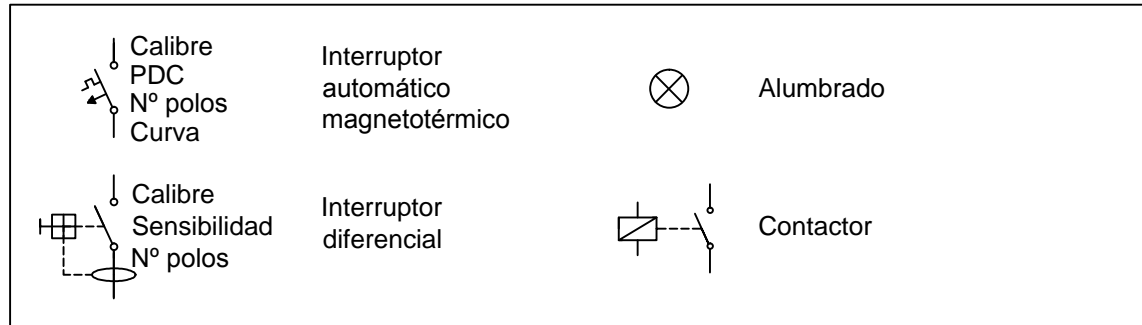 Calibre
PDC
Nº polos
Curva
Interruptor
automático
magnetotérmico
Alumbrado
Calibre
Sensibilidad
Nº polos
Interruptor
diferencial
Contactor